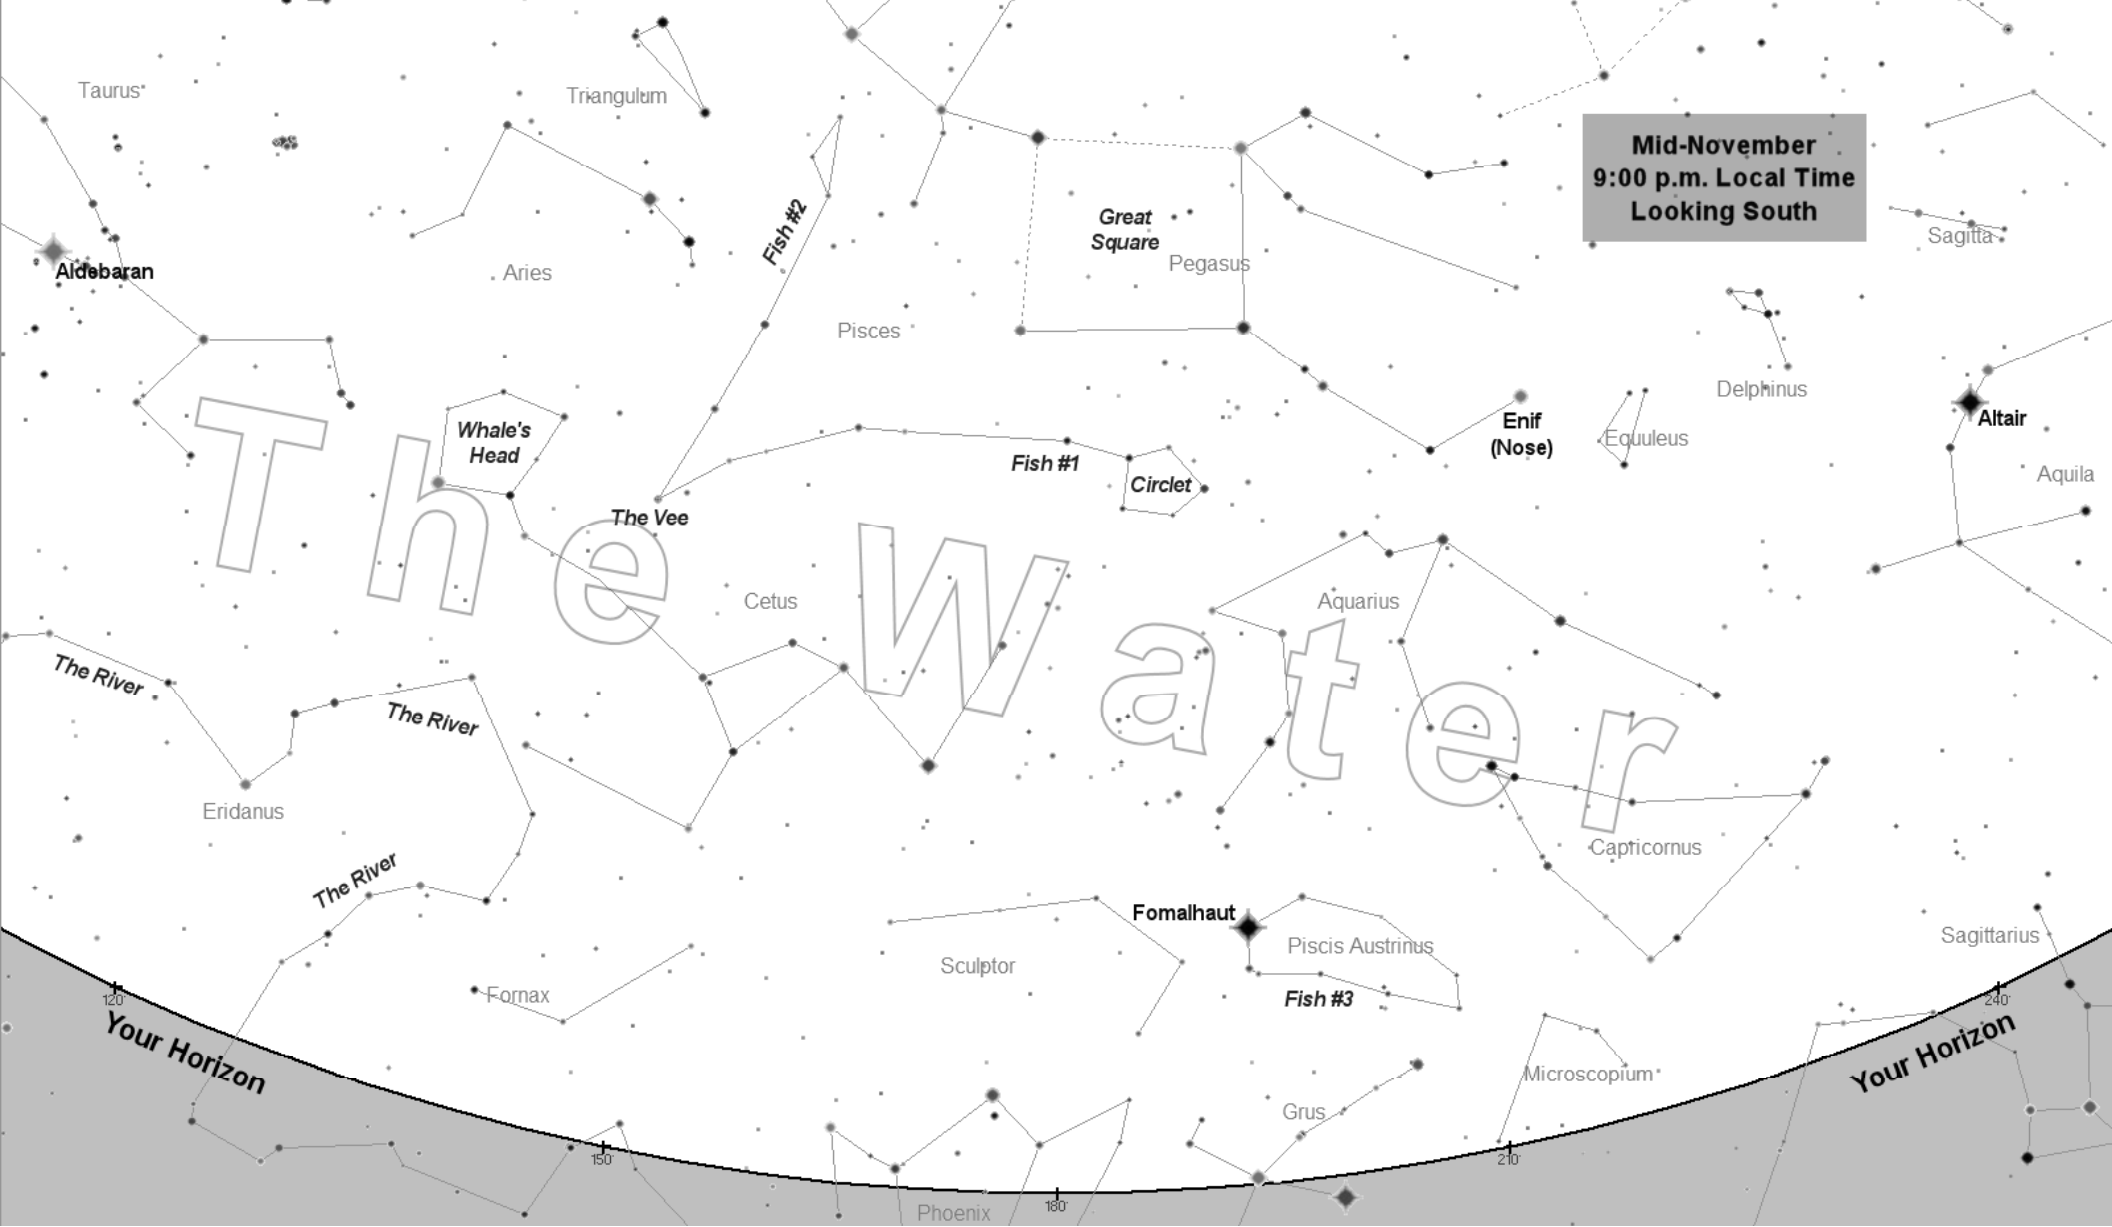 Taurus
Triangulum
Mid-November
9:00 p.m. Local Time
Looking South
Fish #2
Great
Square
Pegasus
Sagitta
Aldebaran
Aries
Pisces
Delphinus
Whale's
Head
Enif
(Nose)
Equuleus
Altair
Aquila
Fish #1
Circlet
The Vee
The Water
Cetus
Aquarius
The River
The River
Eridanus
Capricornus
The River
Fomalhaut
Piscis Austrinus
Sagittarius
Sculptor
Fornax
Fish #3
120°
240°
Your Horizon
Your Horizon
Microscopium
Grus
150°
210°
180°
Phoenix